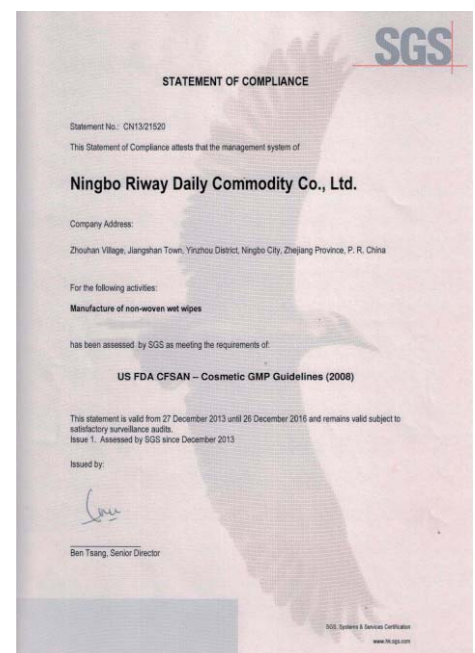 SGS
STATEMENT OF COMPLIANCE
Statement No.: CN13/21520
This Statement of Compliance attests that the management system of
Ningbo Riway Daily Commodity Co., Ltd.
Company Address:
Zhouhan Village, Jiangshan Town, Yinzhou District, Ningbo City, Zhejiang Province, P. R. China
For the following activities:
Manufacture of non-woven wet wipes
has been assessed by SGS as meeting the requirements of:
US FDA CFSAN – Cosmetic GMP Guidelines (2008)
This statement is valid from 27 December 2013 until 26 December 2016 and remains valid subject to
satisfactory surveillance audits.
Issue 1. Assessed by SGS since December 2013
Issued by:
Ben Tsang, Senior Director
SGS, Systems & Services Certification
www.hk.sgs.com